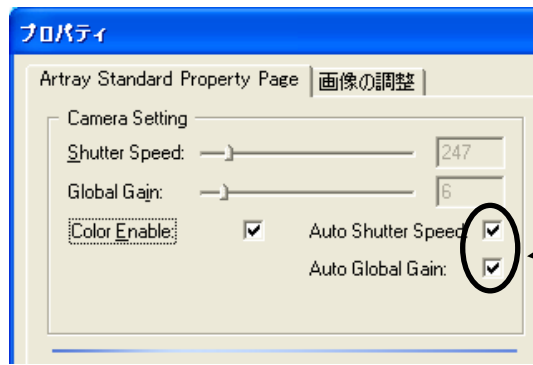 プロパティ
Artray Standard Property Page 画像の調整
Camera Setting
Shutter Speed: 247
Global Gain: 6
Color Enable: Auto Shutter Speed:
Auto Global Gain: